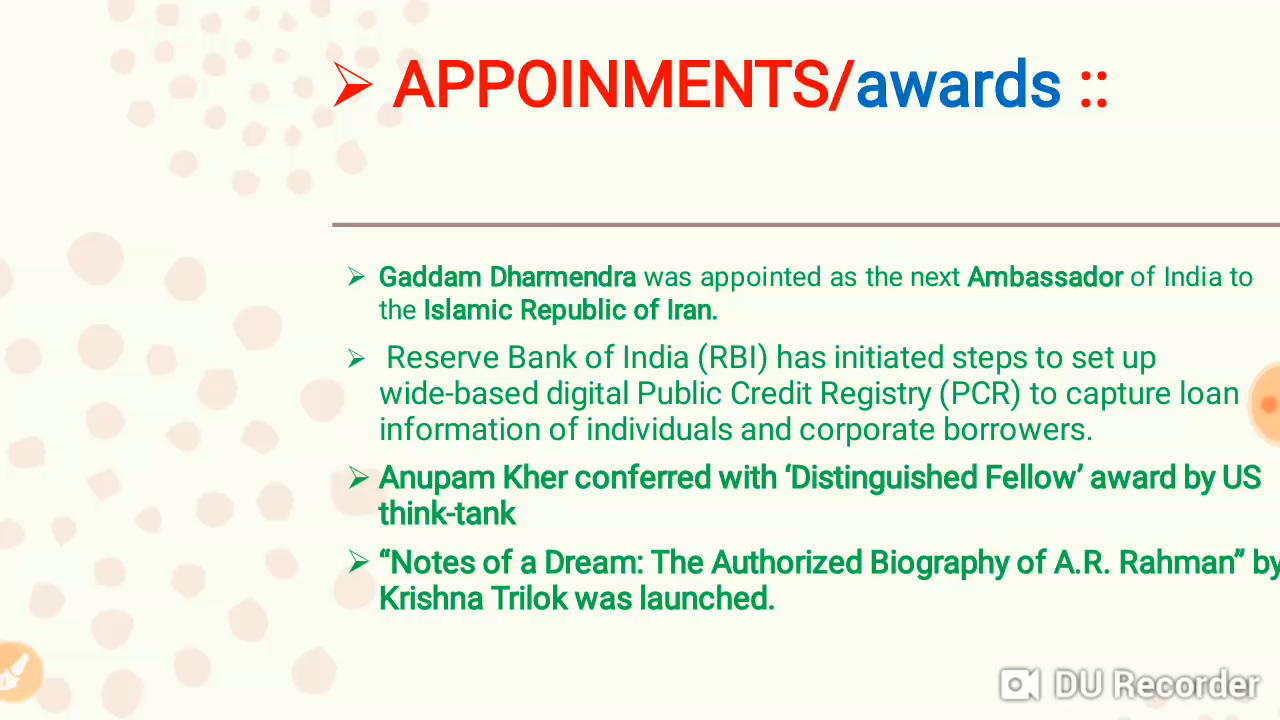 ➢ APPOINMENTS/awards ::
➢ Gaddam Dharmendra was appointed as the next Ambassador of India to
the Islamic Republic of Iran.
➢ Reserve Bank of India (RBI) has initiated steps to set up
wide-based digital Public Credit Registry (PCR) to capture loan
information of individuals and corporate borrowers.
➢ Anupam Kher conferred with ‘Distinguished Fellow’ award by US
think-tank
➢ “Notes of a Dream: The Authorized Biography of A.R. Rahman” by
Krishna Trilok was launched.
DU Recorder